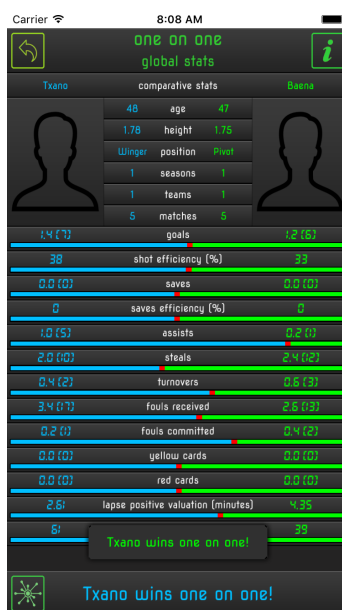 Carrier 8:08 AM
one on one
global stats
i
Txano comparative stats Baena
48 age 47
1.78 height 1.75
Winger position Pivot
1 seasons 1
1 teams 1
5 matches 5
1.4 (7) goals 1.2 (6)
38 shot efficiency (%) 33
0.0 (0) saves 0.0 (0)
0 saves efficiency (%) 0
1.0 (5) assists 0.2 (1)
2.0 (10) steals 2.4 (12)
0.4 (2) turnovers 0.6 (3)
3.4 (17) fouls received 2.6 (13)
0.2 (1) fouls committed 0.4 (2)
0.0 (0) yellow cards 0.0 (0)
0.0 (0) red cards 0.0 (0)
2.61 lapse positive valuation (minutes) 4.35
61 39
Txano wins one on one!
Txano wins one on one!